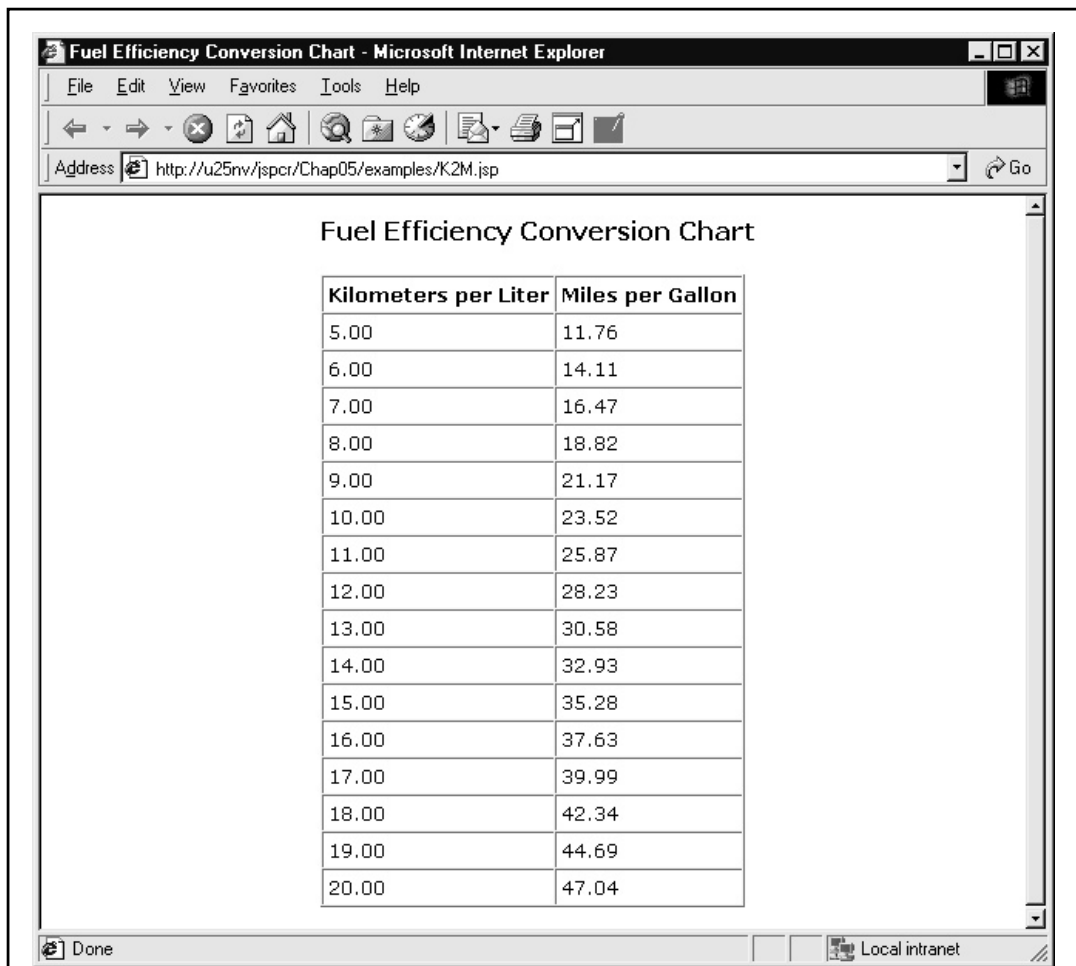 Fuel Efficiency Conversion Chart - Microsoft Internet Explorer
File Edit View Favorites Tools Help
Address http://u25nv/jspcr/Chap05/examples/K2M.jsp Go
Fuel Efficiency Conversion Chart
Kilometers per Liter Miles per Gallon
5.00 11.76
6.00 14.11
7.00 16.47
8.00 18.82
9.00 21.17
10.00 23.52
11.00 25.87
12.00 28.23
13.00 30.58
14.00 32.93
15.00 35.28
16.00 37.63
17.00 39.99
18.00 42.34
19.00 44.69
20.00 47.04
Done Local intranet